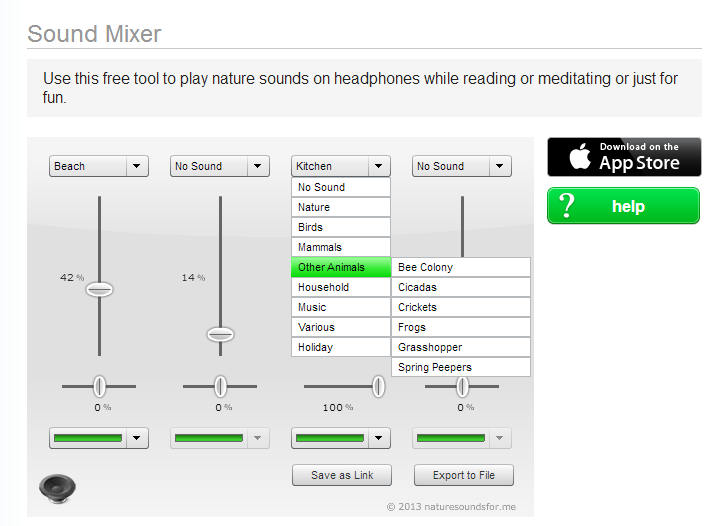 Sound Mixer
Use this free tool to play nature sounds on headphones while reading or meditating or just for
fun.
Download on the
App Store
? help
Beach
No Sound
Kitchen
No Sound
No Sound
Nature
Birds
Mammals
Other Animals
Household
Music
Various
Holiday
Bee Colony
Cicadas
Crickets
Frogs
Grasshopper
Spring Peepers
42 %
14 %
0 %
0 %
100 %
0 %
Save as Link
Export to File
© 2013 naturesoundsfor.me